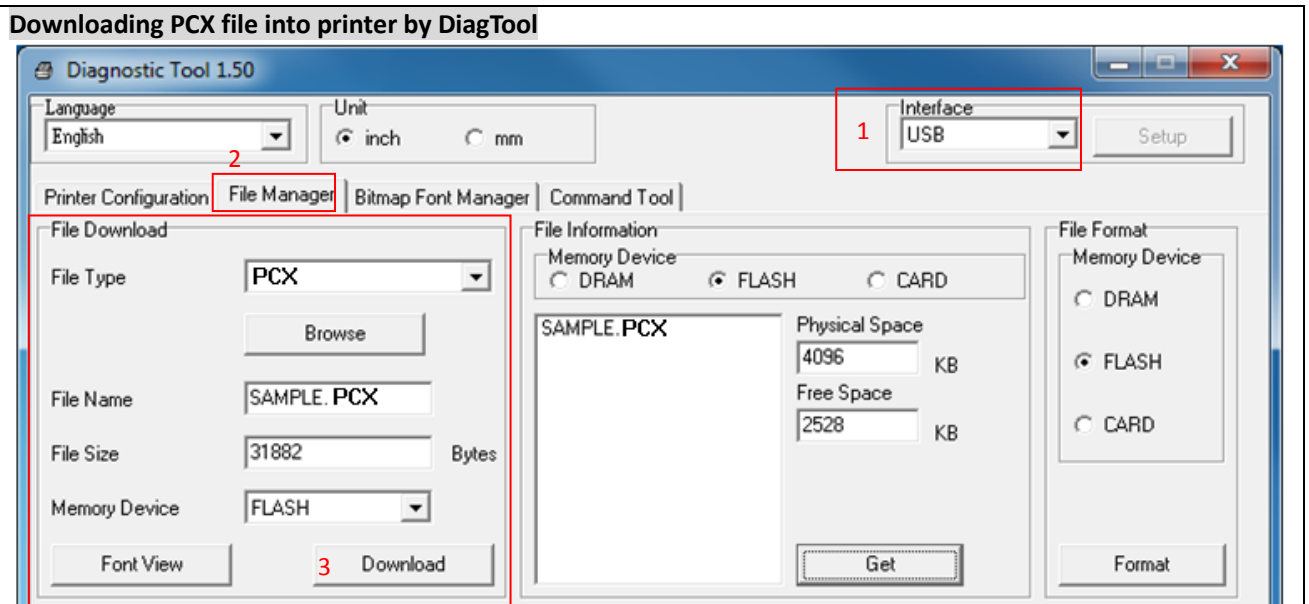 Downloading PCX file into printer by DiagTool
Diagnostic Tool 1.50
Language
English
Unit
inch
mm
1
Interface
USB
Setup
2
Printer Configuration
File Manager
Bitmap Font Manager
Command Tool
File Download
File Type
PCX
Browse
File Name
SAMPLE. PCX
File Size
31882
Bytes
Memory Device
FLASH
Font View
3
Download
File Information
Memory Device
DRAM
FLASH
CARD
SAMPLE.PCX
Physical Space
4096
KB
Free Space
2528
KB
Get
File Format
Memory Device
DRAM
FLASH
CARD
Format